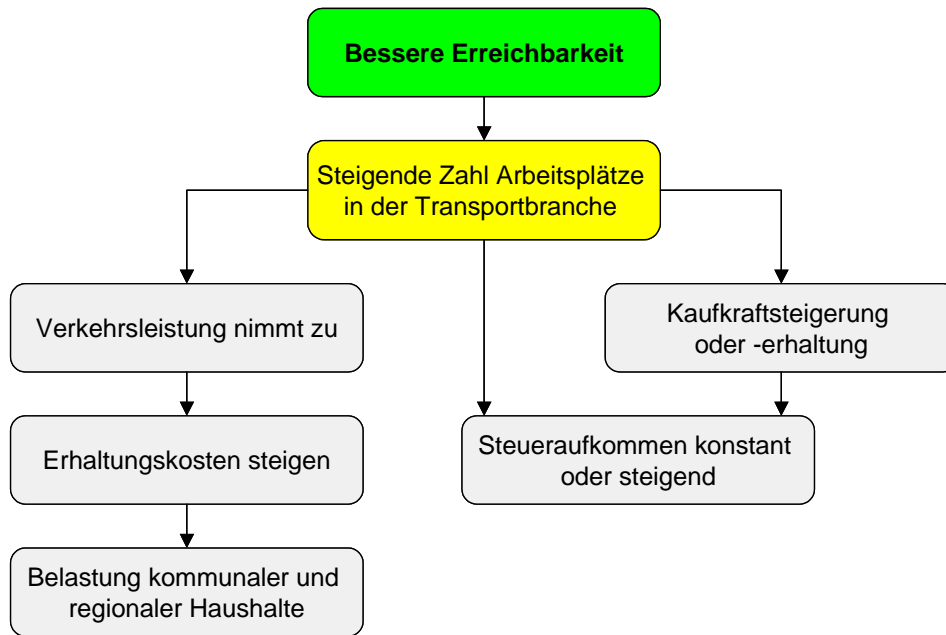 Bessere Erreichbarkeit
Steigende Zahl Arbeitsplätze
in der Transportbranche
Verkehrsleistung nimmt zu
Kaufkraftsteigerung
oder -erhaltung
Erhaltungskosten steigen
Steueraufkommen konstant
oder steigend
Belastung kommunaler und
regionaler Haushalte